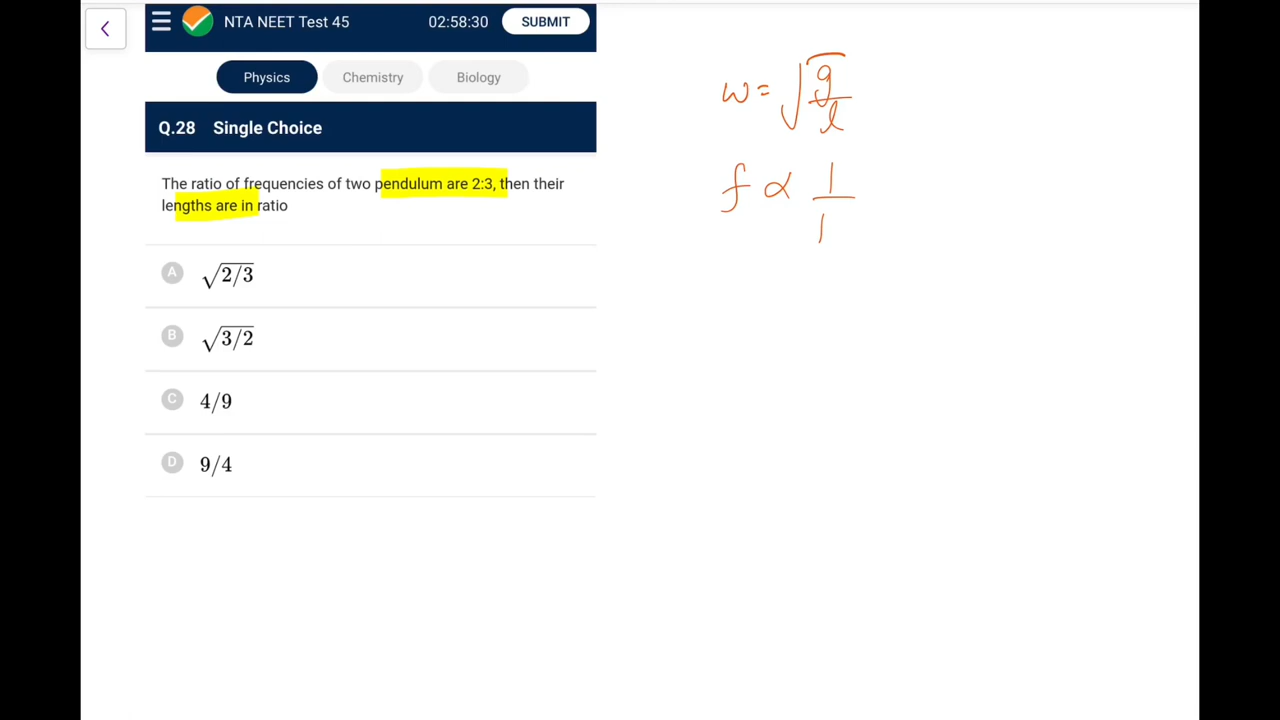 NTA NEET Test 45 02:58:30 SUBMIT
Physics Chemistry Biology
Q.28 Single Choice
The ratio of frequencies of two pendulum are 2:3, then their
lengths are in ratio
A √2/3
B √3/2
C 4/9
D 9/4
w = √g/l
f ∝ 1/